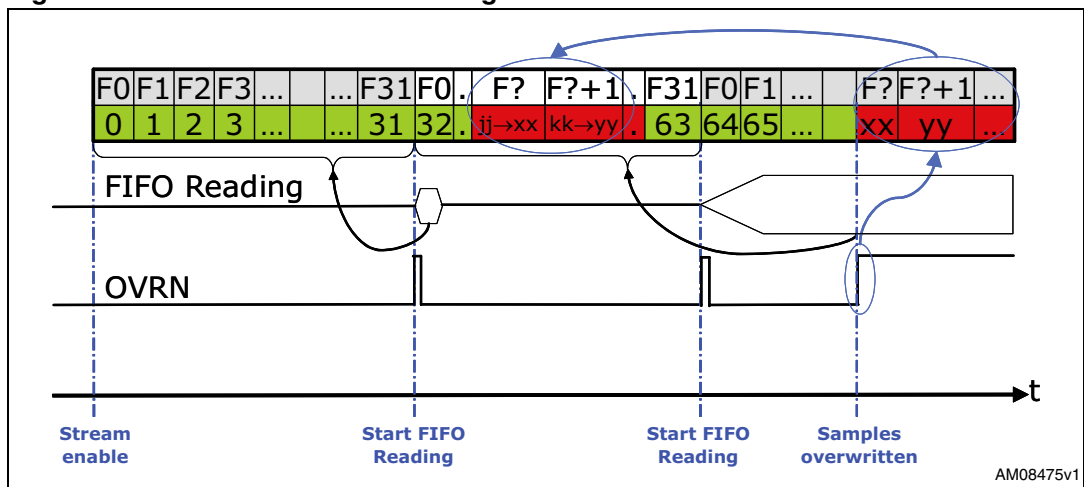 F0 F1 F2 F3 ... ... F31 F0 . F? F?+1 . F31 F0 F1 ... F? F?+1 ...
0 1 2 3 ... ... 31 32 . jj→xx kk→yy . 63 64 65 ... xx yy ...
FIFO Reading
OVRN
t
Stream
enable
Start FIFO
Reading
Start FIFO
Reading
Samples
overwritten
AM08475v1